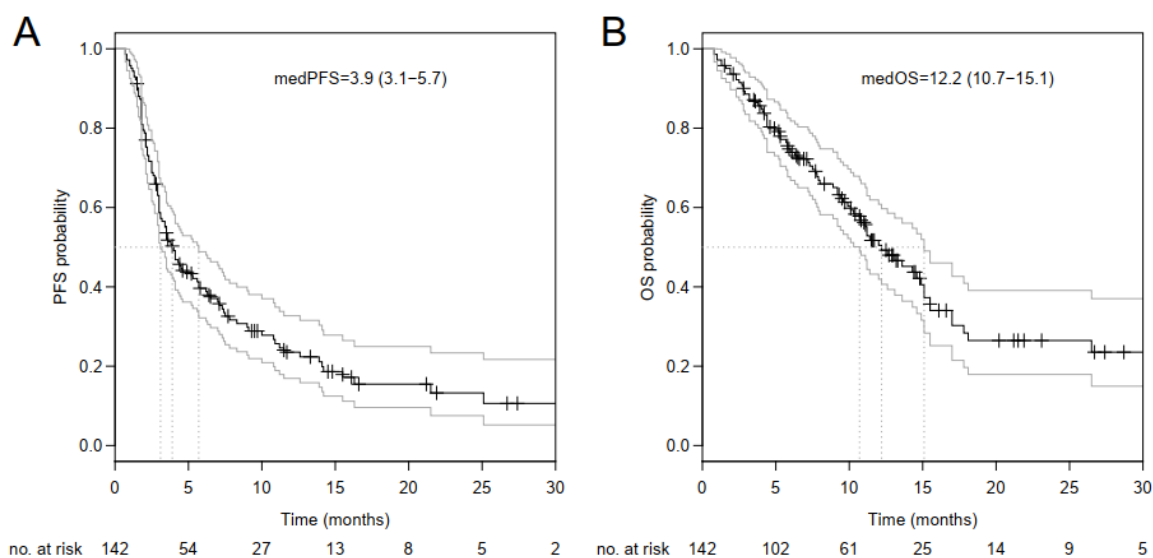 A
PFS probability
1.0
0.8
0.6
0.4
0.2
0.0
medPFS=3.9 (3.1−5.7)
0 5 10 15 20 25 30
Time (months)
no. at risk 142 54 27 13 8 5 2
B
OS probability
1.0
0.8
0.6
0.4
0.2
0.0
medOS=12.2 (10.7−15.1)
0 5 10 15 20 25 30
Time (months)
no. at risk 142 102 61 25 14 9 5